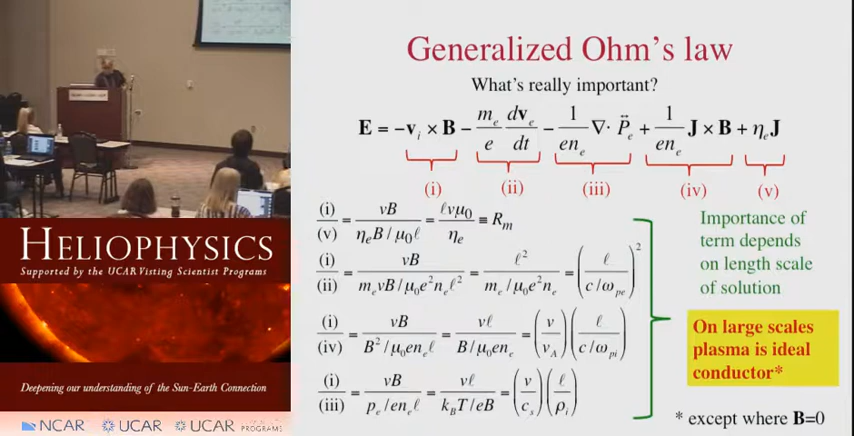 HELIOPHYSICS
Supported by the UCAR Visting Scientist Programs
Deepening our understanding of the Sun-Earth Connection
NCAR UCAR UCAR PROGRAMS
Generalized Ohm's law
What's really important?
E = −v_i × B − (m_e/e) (dv_e/dt) − (1/en_e) ∇· P⃡_e + (1/en_e) J × B + η_e J
(i) (ii) (iii) (iv) (v)
(i)/(v) = vB/(η_e B/μ_0 ℓ) = ℓvμ_0/η_e ≡ R_m
(i)/(ii) = vB/(m_e vB/μ_0 e² n_e ℓ²) = ℓ²/(m_e/μ_0 e² n_e) = (ℓ/(c/ω_pe))²
(i)/(iv) = vB/(B²/μ_0 en_e ℓ) = vℓ/(B/μ_0 en_e) = (v/v_A)(ℓ/(c/ω_pi))
(i)/(iii) = vB/(p_e/en_e ℓ) = vℓ/(k_B T/eB) = (v/c_s)(ℓ/ρ_i)
Importance of
term depends
on length scale
of solution
On large scales
plasma is ideal
conductor*
* except where B=0